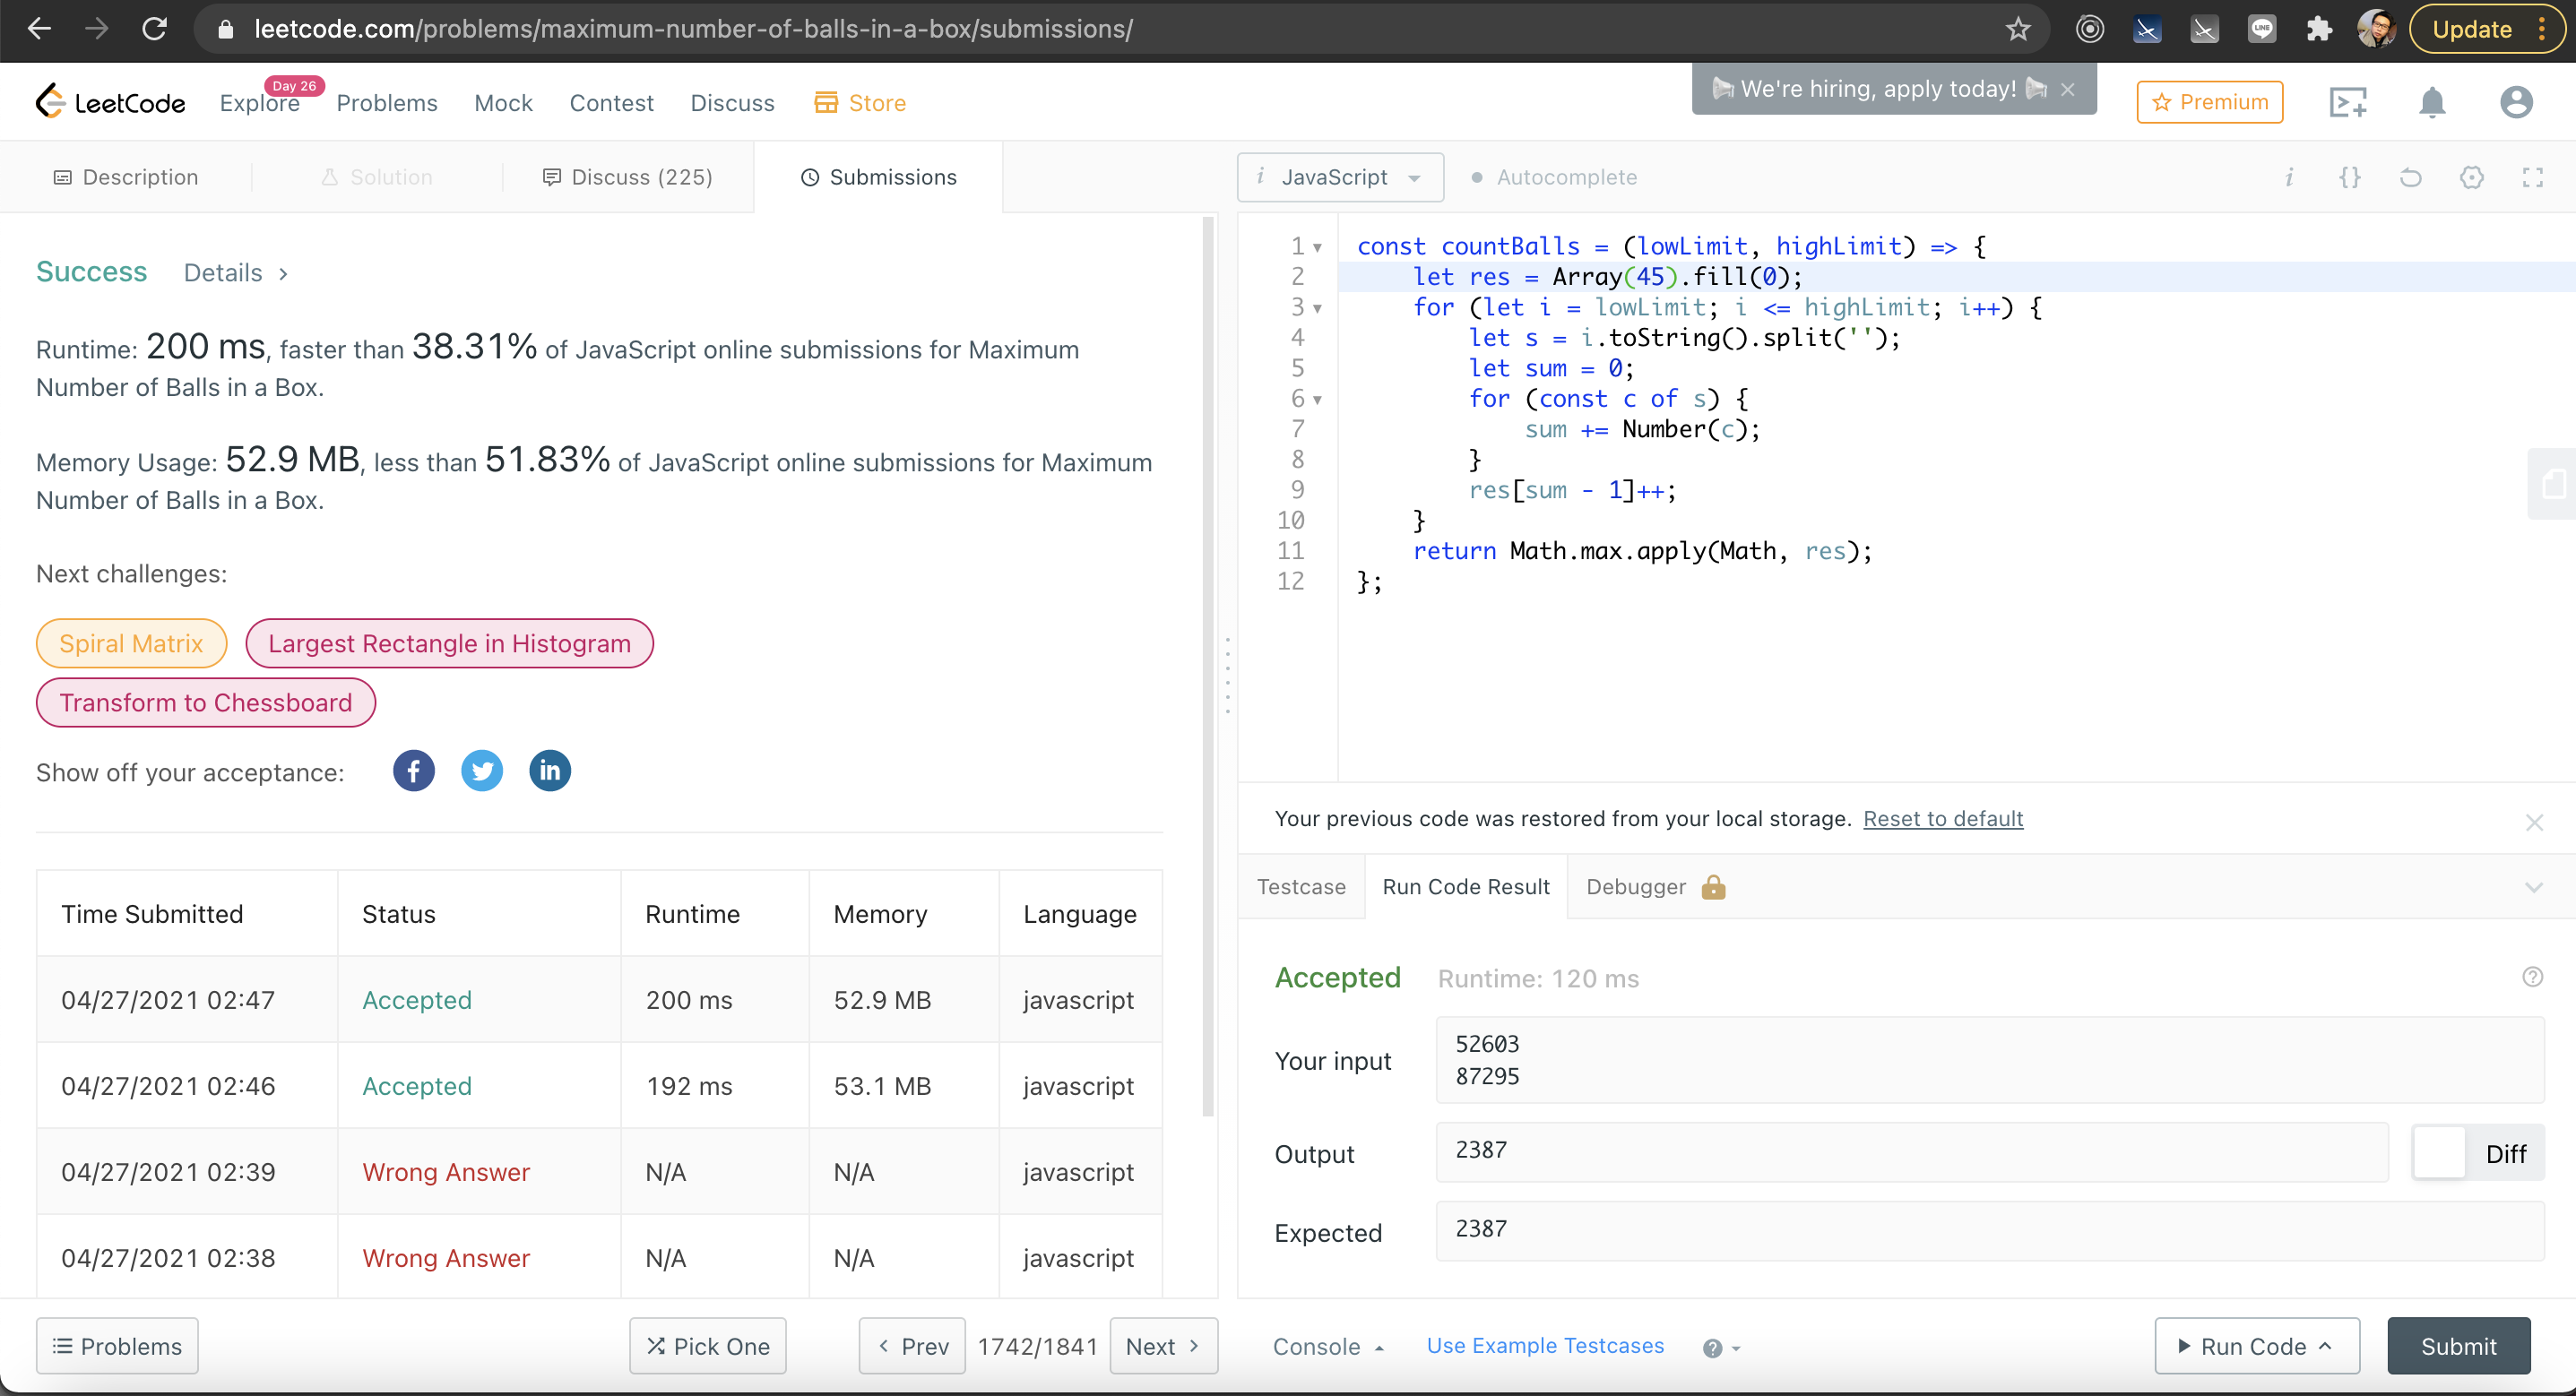 leetcode.com/problems/maximum-number-of-balls-in-a-box/submissions/
Update
LeetCode
Explore
Day 26
Problems
Mock
Contest
Discuss
Store
We're hiring, apply today!
Premium
Description
Solution
Discuss (225)
Submissions
Success
Details
Runtime: 200 ms, faster than 38.31% of JavaScript online submissions for Maximum
Number of Balls in a Box.
Memory Usage: 52.9 MB, less than 51.83% of JavaScript online submissions for Maximum
Number of Balls in a Box.
Next challenges:
Spiral Matrix
Largest Rectangle in Histogram
Transform to Chessboard
Show off your acceptance:
Time Submitted Status Runtime Memory Language
04/27/2021 02:47 Accepted 200 ms 52.9 MB javascript
04/27/2021 02:46 Accepted 192 ms 53.1 MB javascript
04/27/2021 02:39 Wrong Answer N/A N/A javascript
04/27/2021 02:38 Wrong Answer N/A N/A javascript
Problems
Pick One
Prev
1742/1841
Next
i JavaScript
Autocomplete
i {}
1 const countBalls = (lowLimit, highLimit) => {
2 let res = Array(45).fill(0);
3 for (let i = lowLimit; i <= highLimit; i++) {
4 let s = i.toString().split('');
5 let sum = 0;
6 for (const c of s) {
7 sum += Number(c);
8 }
9 res[sum - 1]++;
10 }
11 return Math.max.apply(Math, res);
12 };
Your previous code was restored from your local storage. Reset to default
Testcase
Run Code Result
Debugger
Accepted
Runtime: 120 ms
Your input
52603
87295
Output
2387
Diff
Expected
2387
Console
Use Example Testcases
Run Code
Submit